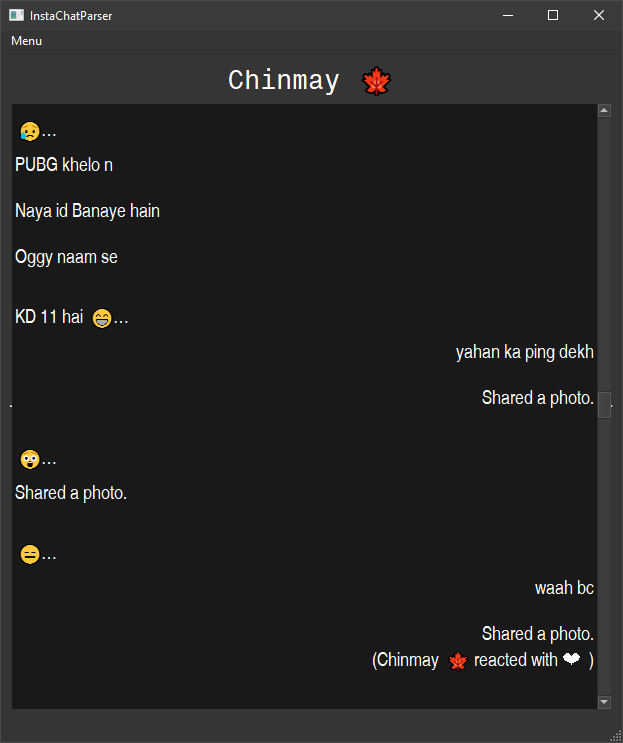 InstaChatParser
Menu
Chinmay 🍁
😥...
PUBG khelo n
Naya id Banaye hain
Oggy naam se
KD 11 hai 😄...
yahan ka ping dekh
Shared a photo.
😲...
Shared a photo.
😑...
waah bc
Shared a photo.
(Chinmay 🍁 reacted with ❤ )